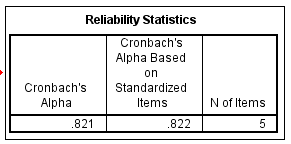 Reliability Statistics
Cronbach's
Alpha
Cronbach's
Alpha Based
on
Standardized
Items
N of Items
.821
.822
5